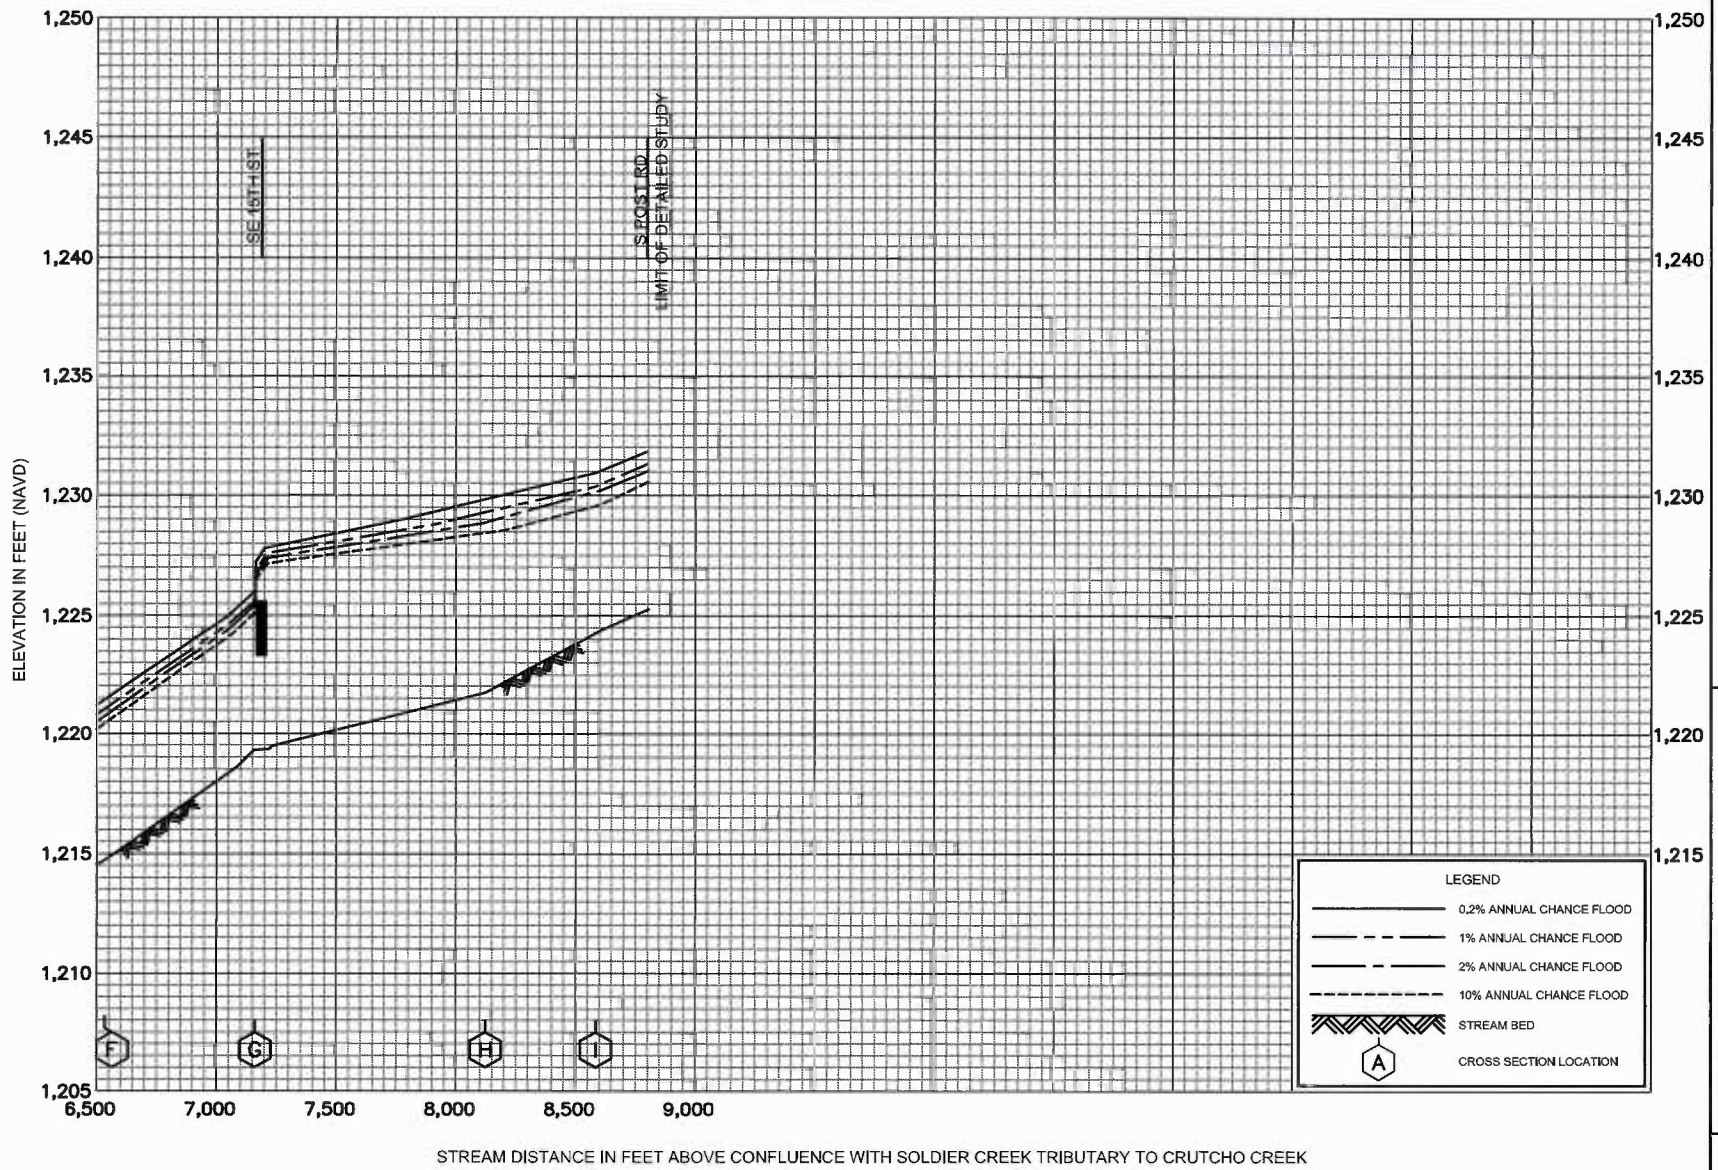 1,250
1,245
1,240
1,235
1,230
1,225
1,220
1,215
1,210
1,205
1,250
1,245
1,240
1,235
1,230
1,225
1,220
1,215
ELEVATION IN FEET (NAVD)
SE 15TH ST
S POST RD
LIMIT OF DETAILED STUDY
F
G
H
I
6,500
7,000
7,500
8,000
8,500
9,000
STREAM DISTANCE IN FEET ABOVE CONFLUENCE WITH SOLDIER CREEK TRIBUTARY TO CRUTCHO CREEK
LEGEND
0.2% ANNUAL CHANCE FLOOD
1% ANNUAL CHANCE FLOOD
2% ANNUAL CHANCE FLOOD
10% ANNUAL CHANCE FLOOD
STREAM BED
A
CROSS SECTION LOCATION